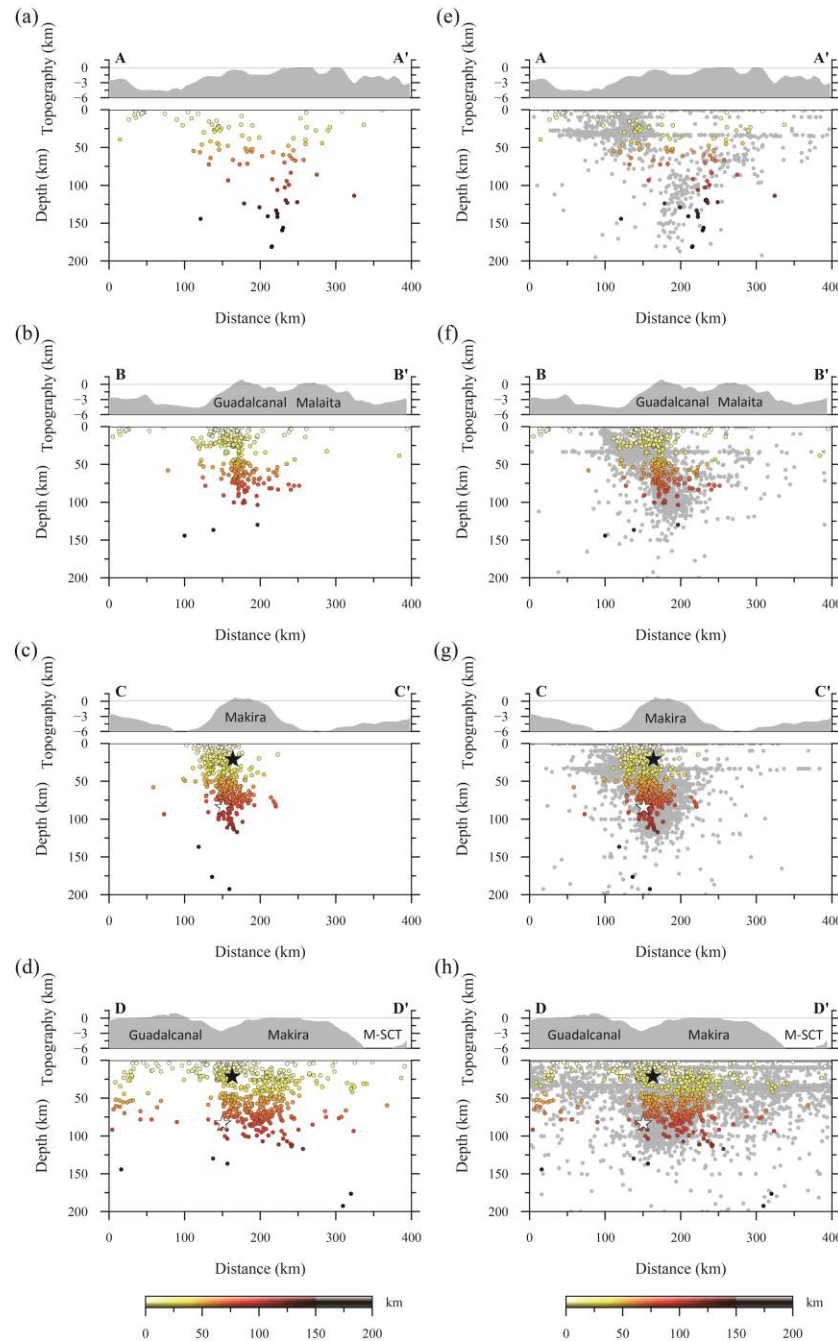 (a)
A A'
Topography (km)
0
−3
−6
Depth (km)
0
50
100
150
200
0 100 200 300 400
Distance (km)
(b)
B B'
Topography (km)
0
−3
−6
Guadalcanal Malaita
Depth (km)
0
50
100
150
200
0 100 200 300 400
Distance (km)
(c)
C C'
Topography (km)
0
−3
−6
Makira
Depth (km)
0
50
100
150
200
0 100 200 300 400
Distance (km)
(d)
D D'
Topography (km)
0
−3
−6
Guadalcanal Makira M-SCT
Depth (km)
0
50
100
150
200
0 100 200 300 400
Distance (km)
km
0 50 100 150 200
(e)
A A'
Topography (km)
0
−3
−6
Depth (km)
0
50
100
150
200
0 100 200 300 400
Distance (km)
(f)
B B'
Topography (km)
0
−3
−6
Guadalcanal Malaita
Depth (km)
0
50
100
150
200
0 100 200 300 400
Distance (km)
(g)
C C'
Topography (km)
0
−3
−6
Makira
Depth (km)
0
50
100
150
200
0 100 200 300 400
Distance (km)
(h)
D D'
Topography (km)
0
−3
−6
Guadalcanal Makira M-SCT
Depth (km)
0
50
100
150
200
0 100 200 300 400
Distance (km)
km
0 50 100 150 200